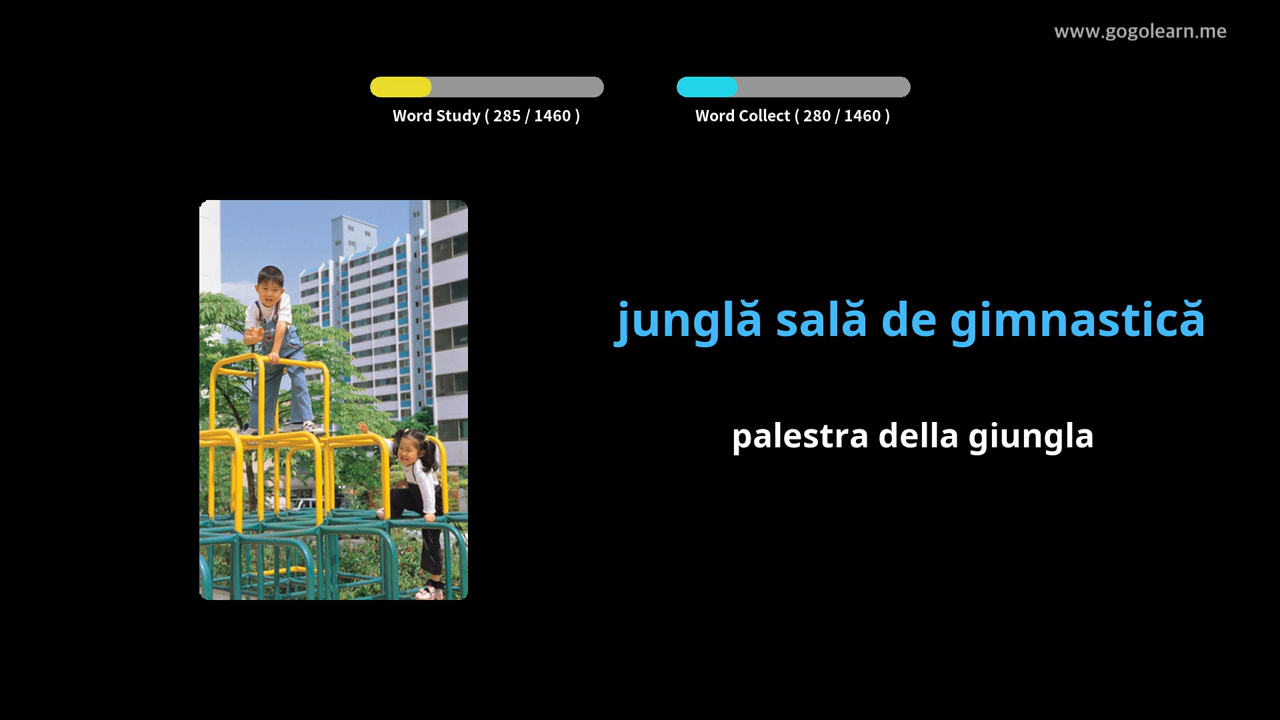 www.gogolearn.me
Word Study ( 285 / 1460 )
Word Collect ( 280 / 1460 )
junglă sală de gimnastică
palestra della giungla